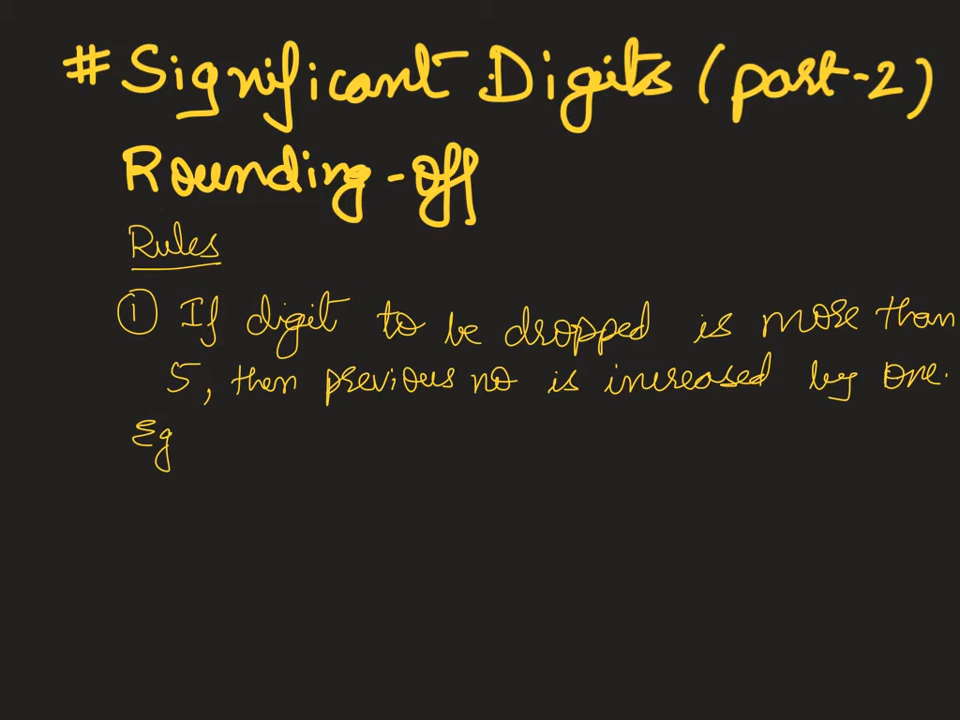 # Significant Digits (part-2)
Rounding-off
Rules
① If digit to be dropped is more than
5, then previous no is increased by one.
Eg